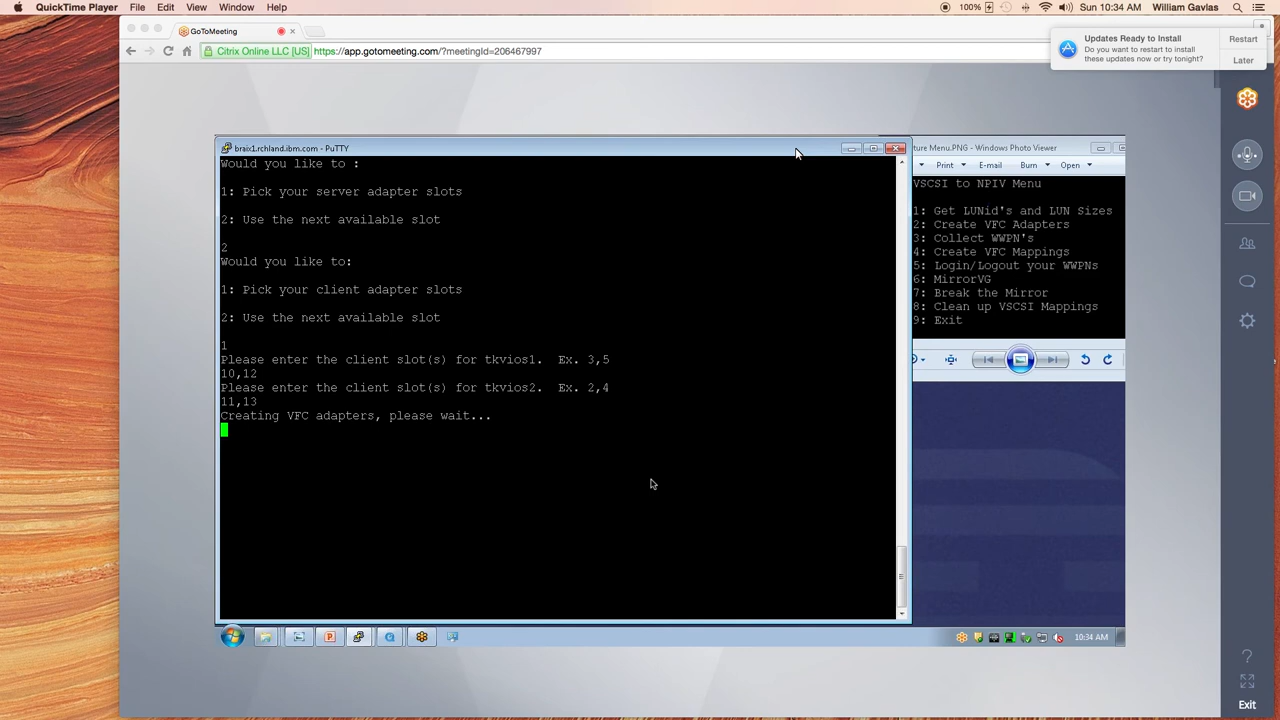 QuickTime Player File Edit View Window Help
100% Sun 10:34 AM William Gavlas
GoToMeeting
Citrix Online LLC [US] https://app.gotomeeting.com/?meetingId=206467997
Updates Ready to Install
Do you want to restart to install
these updates now or try tonight?
Restart
Later
braix1.rchland.ibm.com - PuTTY
Would you like to :
1: Pick your server adapter slots
2: Use the next available slot
2
Would you like to:
1: Pick your client adapter slots
2: Use the next available slot
1
Please enter the client slot(s) for tkvios1. Ex. 3,5
10,12
Please enter the client slot(s) for tkvios2. Ex. 2,4
11,13
Creating VFC adapters, please wait...
ture Menu.PNG - Windows Photo Viewer
Print E-mail Burn Open
VSCSI to NPIV Menu
1: Get LUNid's and LUN Sizes
2: Create VFC Adapters
3: Collect WWPN's
4: Create VFC Mappings
5: Login/Logout your WWPNs
6: MirrorVG
7: Break the Mirror
8: Clean up VSCSI Mappings
9: Exit
10:34 AM
Exit